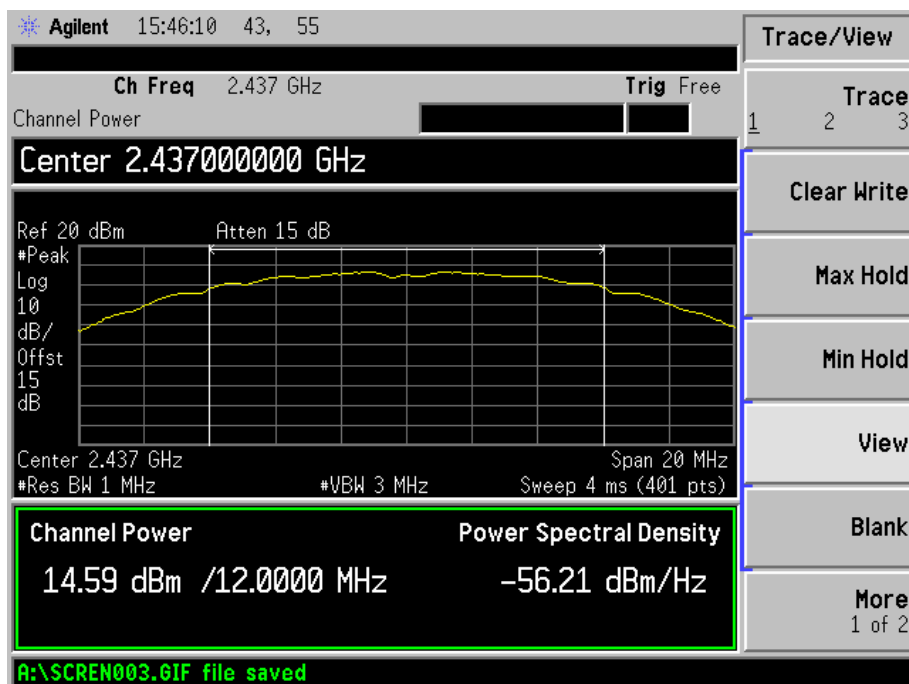 Agilent 15:46:10 43, 55
Trace/View
Ch Freq 2.437 GHz Trig Free
Channel Power
Trace
1 2 3
Center 2.437000000 GHz
Clear Write
Ref 20 dBm Atten 15 dB
#Peak
Log
10
dB/
Offst
15
dB
Max Hold
Min Hold
View
Center 2.437 GHz Span 20 MHz
#Res BW 1 MHz #VBW 3 MHz Sweep 4 ms (401 pts)
Channel Power Power Spectral Density
14.59 dBm /12.0000 MHz -56.21 dBm/Hz
Blank
More
1 of 2
A:\SCREN003.GIF file saved